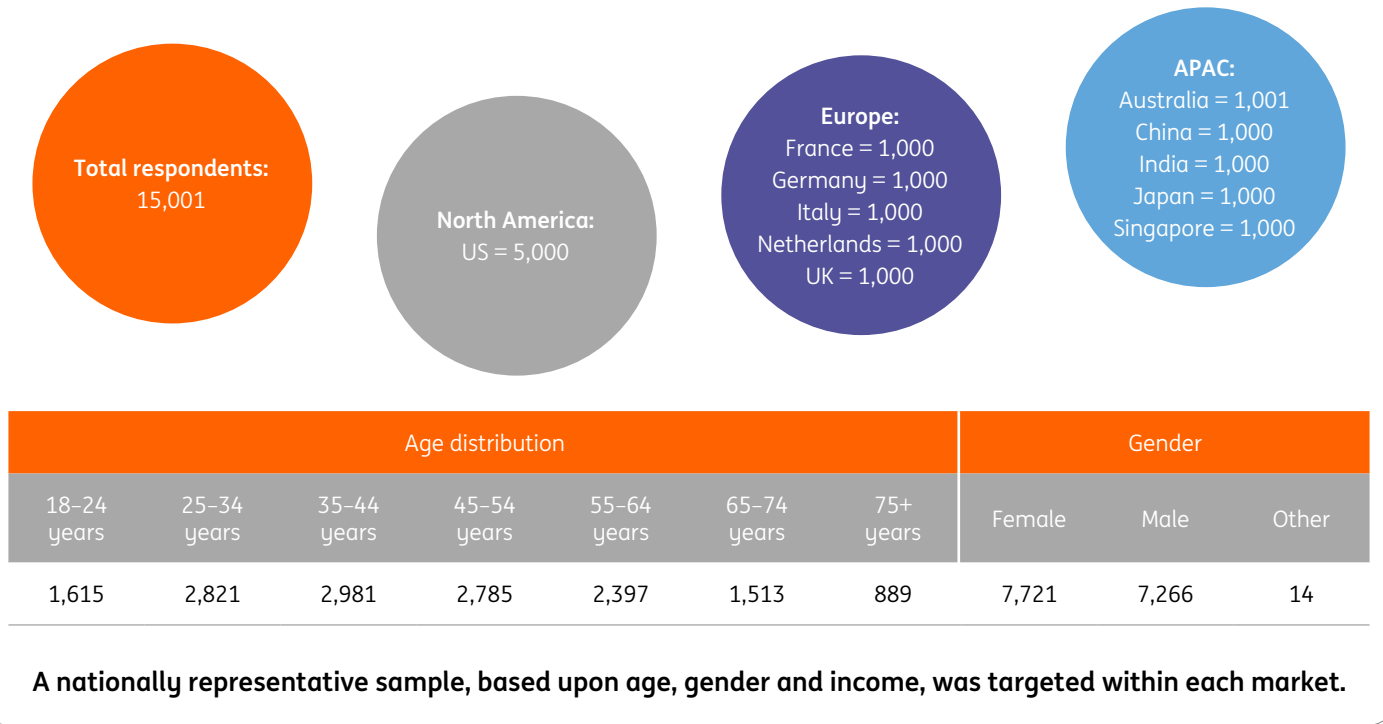 Total respondents:
15,001
North America:
US = 5,000
Europe:
France = 1,000
Germany = 1,000
Italy = 1,000
Netherlands = 1,000
UK = 1,000
APAC:
Australia = 1,001
China = 1,000
India = 1,000
Japan = 1,000
Singapore = 1,000
Age distribution Gender
18–24 years 25–34 years 35–44 years 45–54 years 55–64 years 65–74 years 75+ years Female Male Other
1,615 2,821 2,981 2,785 2,397 1,513 889 7,721 7,266 14
A nationally representative sample, based upon age, gender and income, was targeted within each market.